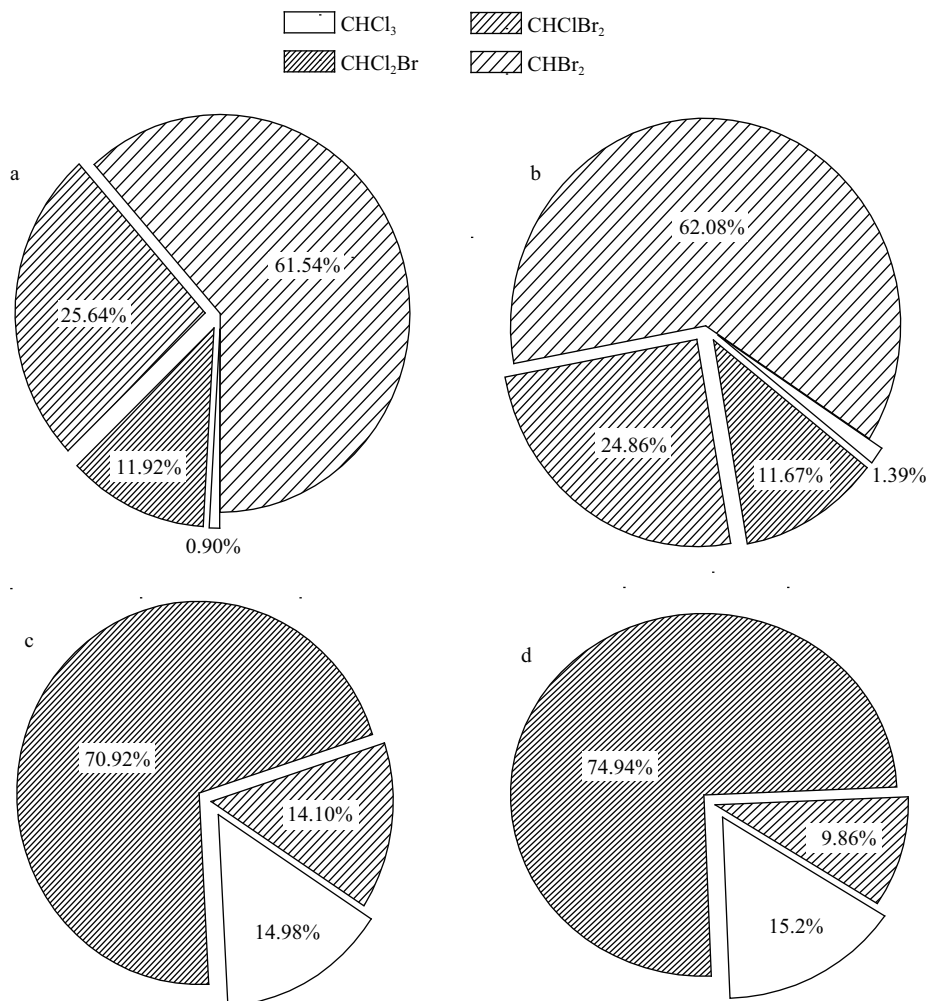 CHCl₃ CHClBr₂
CHCl₂Br CHBr₂
a
61.54%
25.64%
11.92%
0.90%
b
62.08%
24.86%
11.67%
1.39%
c
70.92%
14.10%
14.98%
d
74.94%
9.86%
15.2%